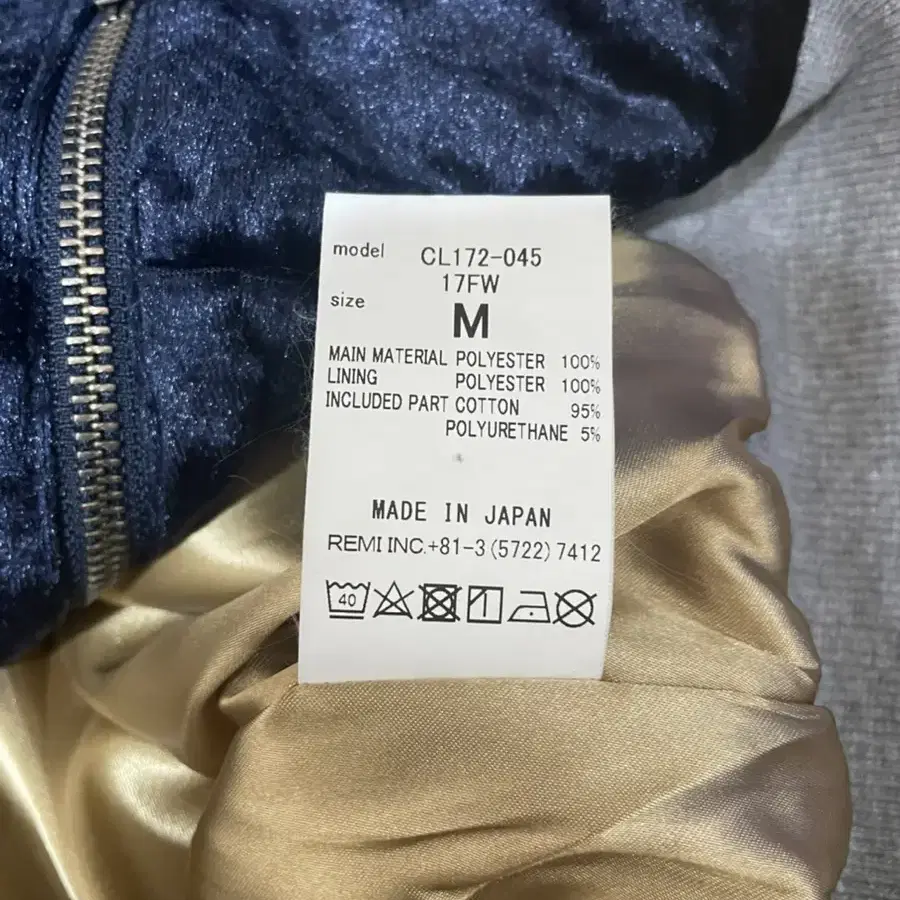 model CL172-045
17FW
size
M
MAIN MATERIAL POLYESTER 100%
LINING POLYESTER 100%
INCLUDED PART COTTON 95%
POLYURETHANE 5%
MADE IN JAPAN
REMI INC.+81-3(5722)7412
40